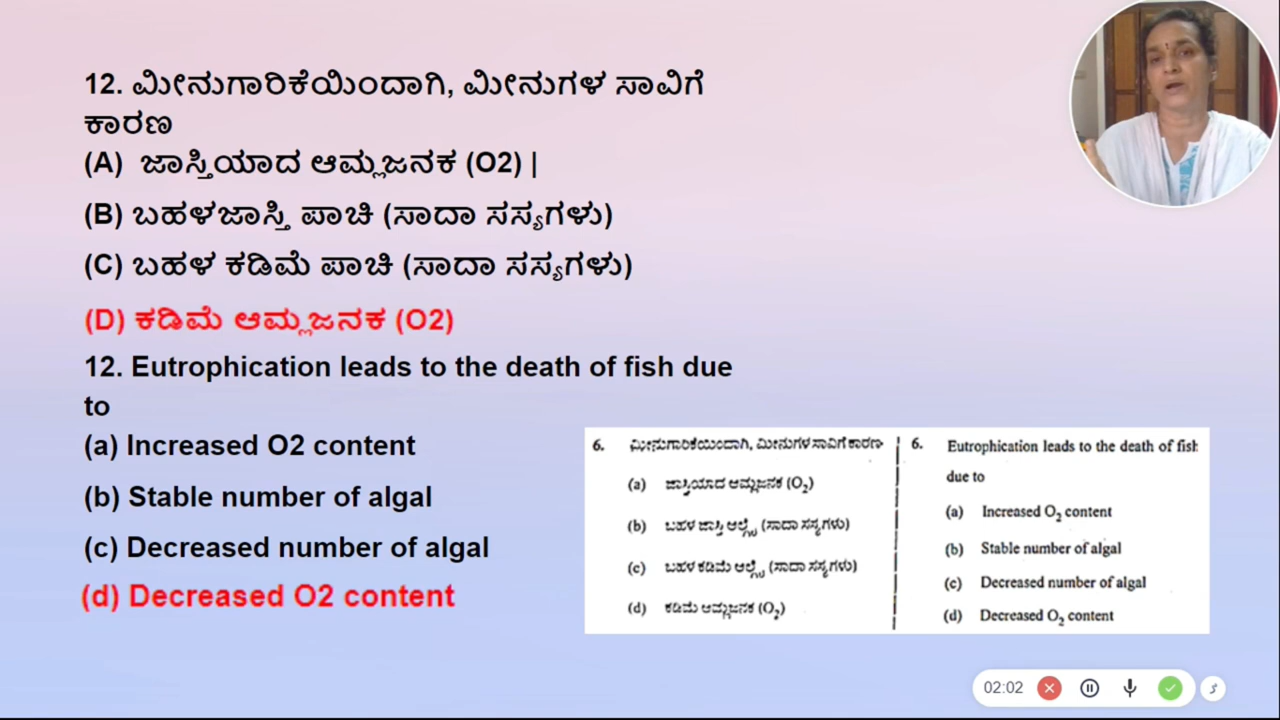 12. ಮೀನುಗಾರಿಕೆಯಿಂದಾಗಿ, ಮೀನುಗಳ ಸಾವಿಗೆ
ಕಾರಣ
(A) ಜಾಸ್ತಿಯಾದ ಆಮ್ಲಜನಕ (O2) |
(B) ಬಹಳಜಾಸ್ತಿ ಪಾಚಿ (ಸಾದಾ ಸಸ್ಯಗಳು)
(C) ಬಹಳ ಕಡಿಮೆ ಪಾಚಿ (ಸಾದಾ ಸಸ್ಯಗಳು)
(D) ಕಡಿಮೆ ಆಮ್ಲಜನಕ (O2)
12. Eutrophication leads to the death of fish due
to
(a) Increased O2 content
(b) Stable number of algal
(c) Decreased number of algal
(d) Decreased O2 content
6. ಮೀನುಗಾರಿಕೆಯಿಂದಾಗಿ, ಮೀನುಗಳ ಸಾವಿಗೆ ಕಾರಣ
(a) ಜಾಸ್ತಿಯಾದ ಆಮ್ಲಜನಕ (O₂)
(b) ಬಹಳ ಜಾಸ್ತಿ ಆಲ್ಗೈ (ಸಾದಾ ಸಸ್ಯಗಳು)
(c) ಬಹಳ ಕಡಿಮೆ ಆಲ್ಗೈ (ಸಾದಾ ಸಸ್ಯಗಳು)
(d) ಕಡಿಮೆ ಆಮ್ಲಜನಕ (O₂)
6. Eutrophication leads to the death of fish
due to
(a) Increased O₂ content
(b) Stable number of algal
(c) Decreased number of algal
(d) Decreased O₂ content
02:02